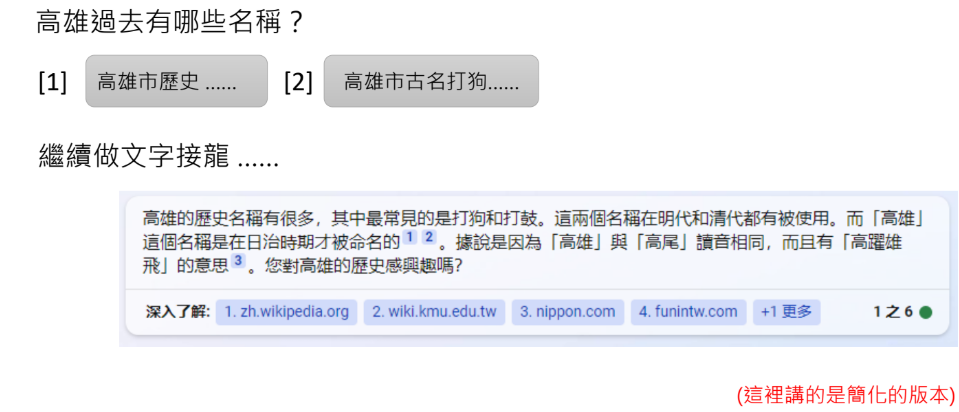 高雄過去有哪些名稱？
[1] 高雄市歷史 ...... [2] 高雄市古名打狗......
繼續做文字接龍 ......
高雄的歷史名稱有很多，其中最常見的是打狗和打鼓。這兩個名稱在明代和清代都有被使用。而「高雄」
這個名稱是在日治時期才被命名的 1 2 。據說是因為「高雄」與「高尾」讀音相同，而且有「高躍雄
飛」的意思 3 。您對高雄的歷史感興趣嗎?
深入了解: 1. zh.wikipedia.org 2. wiki.kmu.edu.tw 3. nippon.com 4. funintw.com +1 更多 1 之 6
(這裡講的是簡化的版本)